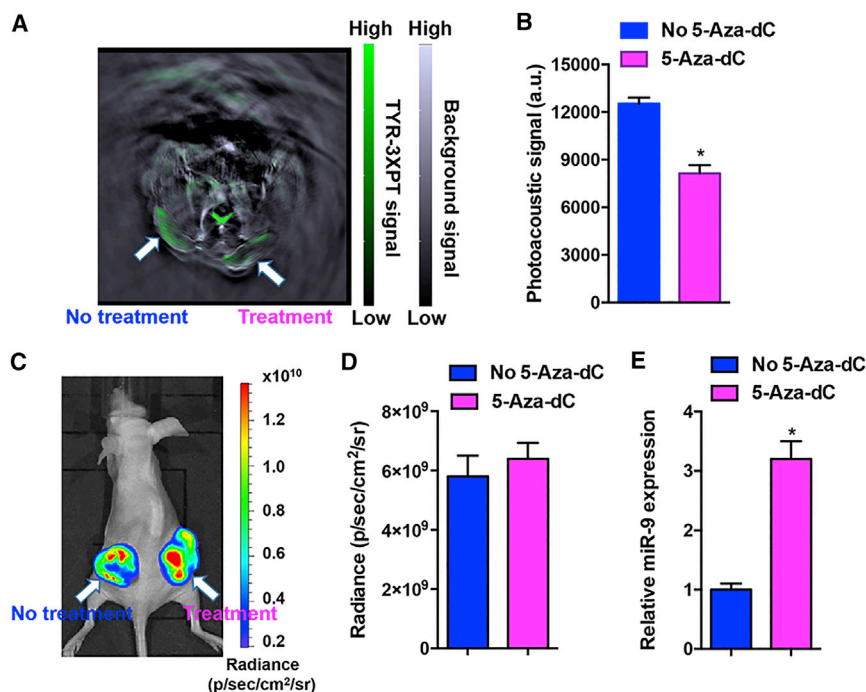 A
High
High
TYR-3XPT signal
Background signal
Low
Low
No treatment
Treatment
B
No 5-Aza-dC
5-Aza-dC
Photoacoustic signal (a.u.)
15000
12000
9000
6000
3000
0
*
C
x10¹⁰
1.2
1.0
0.8
0.6
0.4
0.2
No treatment
Treatment
Radiance
(p/sec/cm²/sr)
D
No 5-Aza-dC
5-Aza-dC
Radiance (p/sec/cm²/sr)
8×10⁹
6×10⁹
4×10⁹
2×10⁹
0
E
No 5-Aza-dC
5-Aza-dC
Relative miR-9 expression
4
3
2
1
0
*